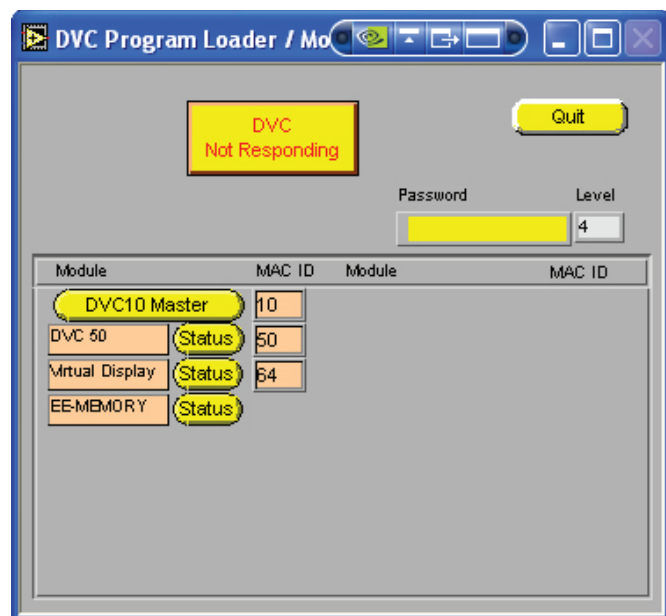 DVC Program Loader / Mo
DVC
Not Responding
Quit
Password Level
4
Module MAC ID Module MAC ID
DVC10 Master 10
DVC 50 Status 50
Virtual Display Status 64
EE-MEMORY Status